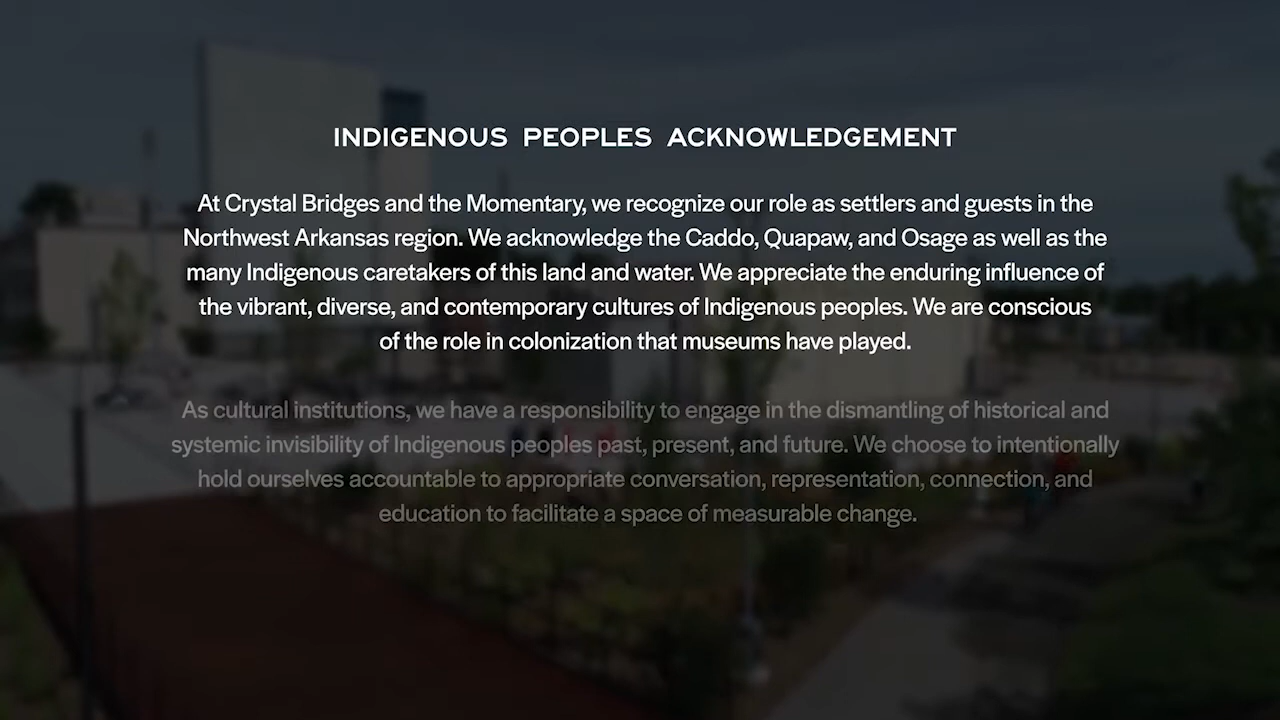 INDIGENOUS PEOPLES ACKNOWLEDGEMENT
At Crystal Bridges and the Momentary, we recognize our role as settlers and guests in the
Northwest Arkansas region. We acknowledge the Caddo, Quapaw, and Osage as well as the
many Indigenous caretakers of this land and water. We appreciate the enduring influence of
the vibrant, diverse, and contemporary cultures of Indigenous peoples. We are conscious
of the role in colonization that museums have played.
As cultural institutions, we have a responsibility to engage in the dismantling of historical and
systemic invisibility of Indigenous peoples past, present, and future. We choose to intentionally
hold ourselves accountable to appropriate conversation, representation, connection, and
education to facilitate a space of measurable change.